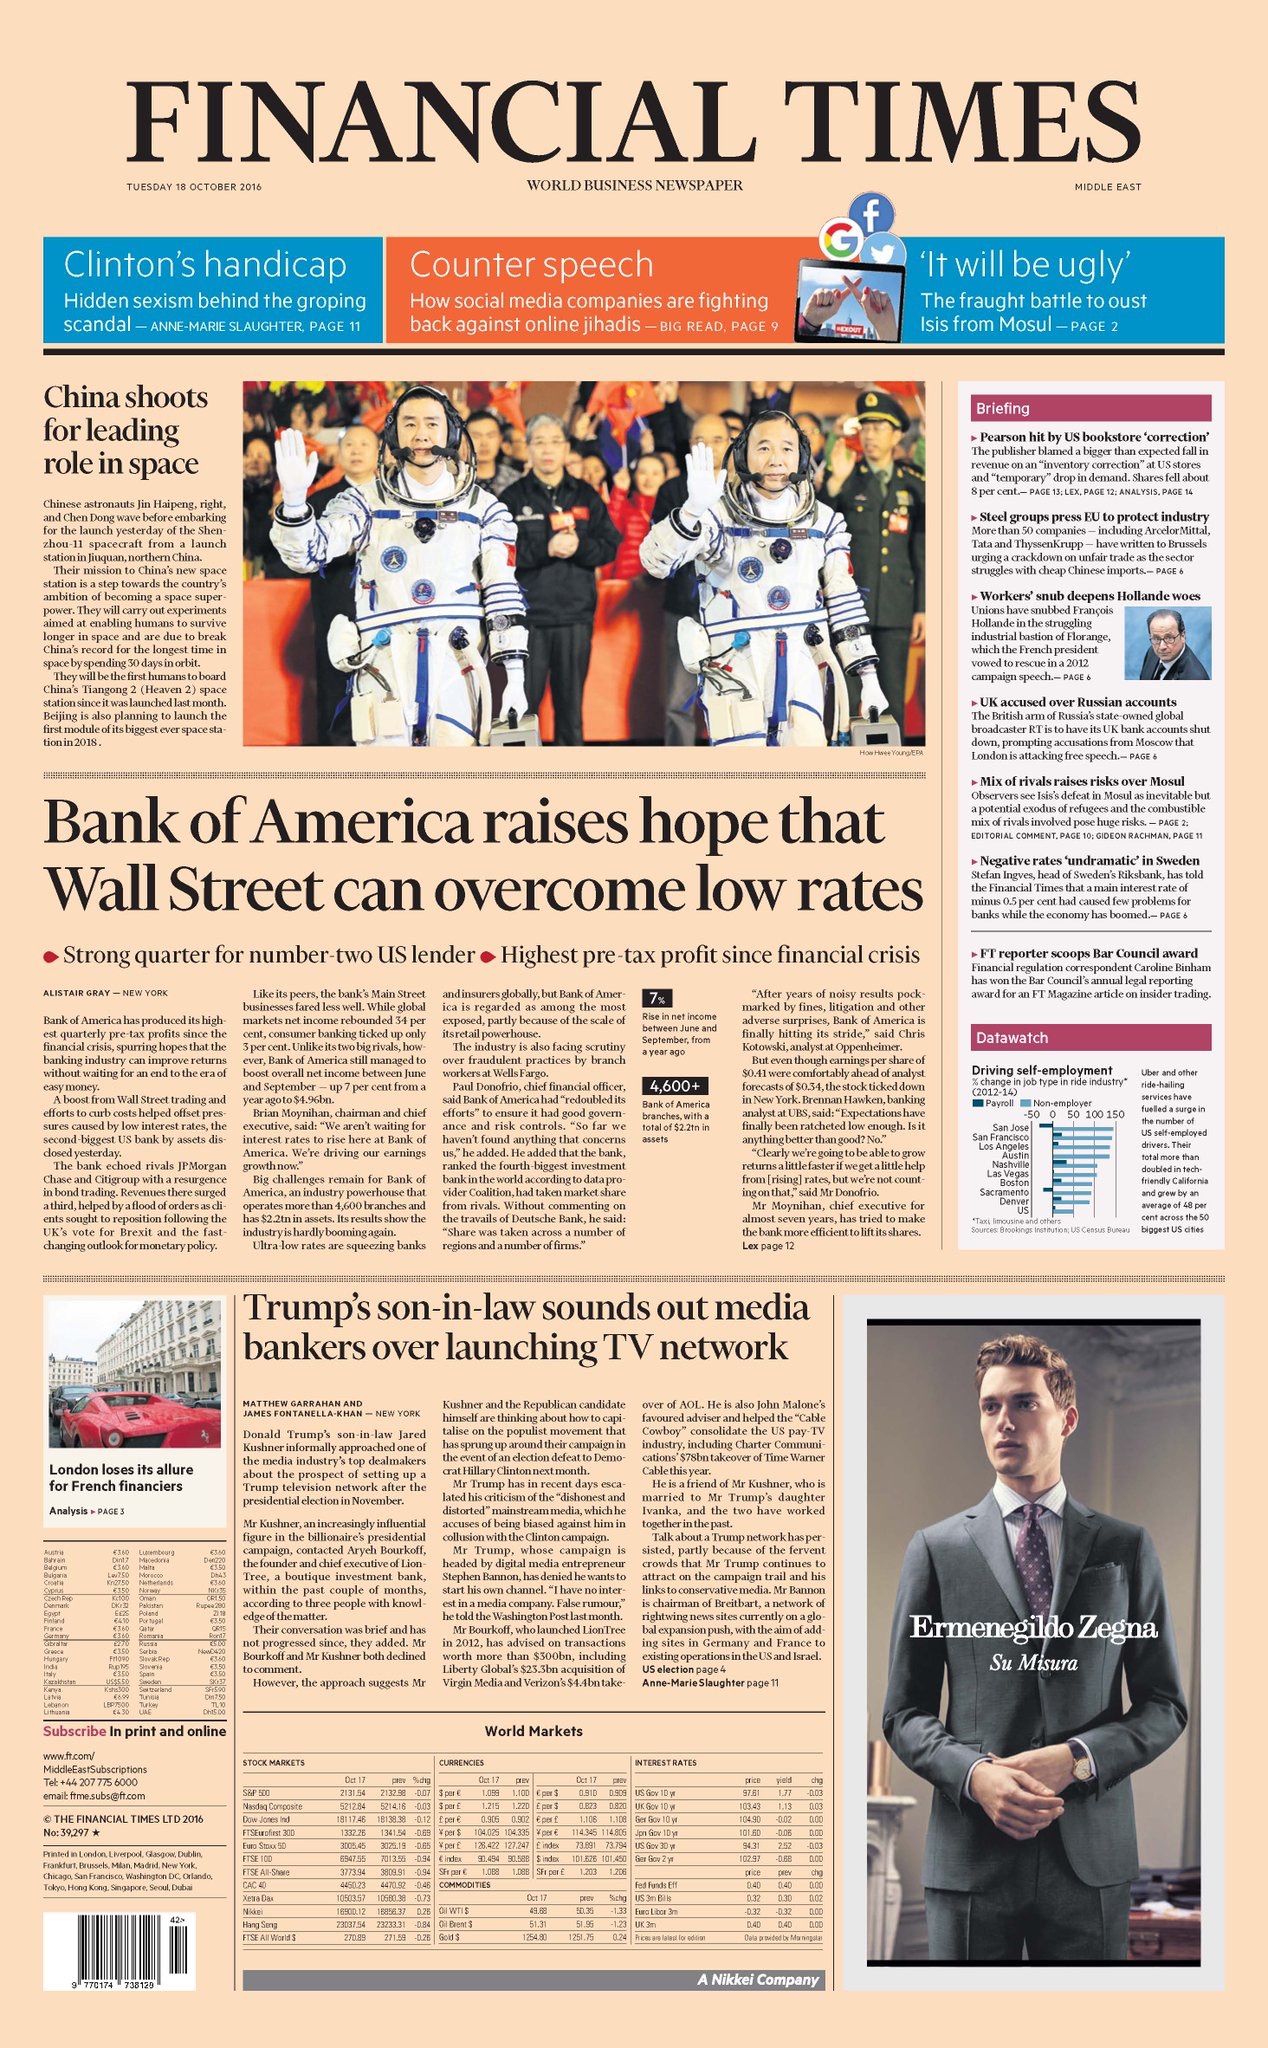 FINANCIAL TIMES
TUESDAY 18 OCTOBER 2016
WORLD BUSINESS NEWSPAPER
MIDDLE EAST
Clinton's handicap
Hidden sexism behind the groping
scandal — ANNE-MARIE SLAUGHTER, PAGE 11
Counter speech
How social media companies are fighting
back against online jihadis — BIG READ, PAGE 9
f
G
#EXOUT
'It will be ugly'
The fraught battle to oust
Isis from Mosul — PAGE 2
China shoots
for leading
role in space
Chinese astronauts Jin Haipeng, right,
and Chen Dong wave before embarking
for the launch yesterday of the Shen-
zhou-11 spacecraft from a launch
station in Jiuquan, northern China.
Their mission to China's new space
station is a step towards the country's
ambition of becoming a space super-
power. They will carry out experiments
aimed at enabling humans to survive
longer in space and are due to break
China's record for the longest time in
space by spending 30 days in orbit.
They will be the first humans to board
China's Tiangong 2 (Heaven 2) space
station since it was launched last month.
Beijing is also planning to launch the
first module of its biggest ever space sta-
tion in 2018.
How Hwee Young/EPA
Bank of America raises hope that
Wall Street can overcome low rates
Strong quarter for number-two US lender
Highest pre-tax profit since financial crisis
ALISTAIR GRAY — NEW YORK
Bank of America has produced its high-
est quarterly pre-tax profits since the
financial crisis, spurring hopes that the
banking industry can improve returns
without waiting for an end to the era of
easy money.
A boost from Wall Street trading and
efforts to curb costs helped offset pres-
sures caused by low interest rates, the
second-biggest US bank by assets dis-
closed yesterday.
The bank echoed rivals JPMorgan
Chase and Citigroup with a resurgence
in bond trading. Revenues there surged
a third, helped by a flood of orders as cli-
ents sought to reposition following the
UK's vote for Brexit and the fast-
changing outlook for monetary policy.
Like its peers, the bank's Main Street
businesses fared less well. While global
markets net income rebounded 34 per
cent, consumer banking ticked up only
3 per cent. Unlike its two big rivals, how-
ever, Bank of America still managed to
boost overall net income between June
and September — up 7 per cent from a
year ago to $4.96bn.
Brian Moynihan, chairman and chief
executive, said: "We aren't waiting for
interest rates to rise here at Bank of
America. We're driving our earnings
growth now."
Big challenges remain for Bank of
America, an industry powerhouse that
operates more than 4,600 branches and
has $2.2tn in assets. Its results show the
industry is hardly booming again.
Ultra-low rates are squeezing banks
and insurers globally, but Bank of Amer-
ica is regarded as among the most
exposed, partly because of the scale of
its retail powerhouse.
The industry is also facing scrutiny
over fraudulent practices by branch
workers at Wells Fargo.
Paul Donofrio, chief financial officer,
said Bank of America had "redoubled its
efforts" to ensure it had good govern-
ance and risk controls. "So far we
haven't found anything that concerns
us," he added. He added that the bank,
ranked the fourth-biggest investment
bank in the world according to data pro-
vider Coalition, had taken market share
from rivals. Without commenting on
the travails of Deutsche Bank, he said:
"Share was taken across a number of
regions and a number of firms."
7%
Rise in net income
between June and
September, from
a year ago
4,600+
Bank of America
branches, with a
total of $2.2tn in
assets
"After years of noisy results pock-
marked by fines, litigation and other
adverse surprises, Bank of America is
finally hitting its stride," said Chris
Kotowski, analyst at Oppenheimer.
But even though earnings per share of
$0.41 were comfortably ahead of analyst
forecasts of $0.34, the stock ticked down
in New York. Brennan Hawken, banking
analyst at UBS, said: "Expectations have
finally been ratcheted low enough. Is it
anything better than good? No."
"Clearly we're going to be able to grow
returns a little faster if we get a little help
from [rising] rates, but we're not count-
ing on that," said Mr Donofrio.
Mr Moynihan, chief executive for
almost seven years, has tried to make
the bank more efficient to lift its shares.
Lex page 12
Briefing
Pearson hit by US bookstore 'correction'
The publisher blamed a bigger than expected fall in
revenue on an "inventory correction" at US stores
and "temporary" drop in demand. Shares fell about
8 per cent.— PAGE 13; LEX, PAGE 12; ANALYSIS, PAGE 14
Steel groups press EU to protect industry
More than 50 companies — including ArcelorMittal,
Tata and ThyssenKrupp — have written to Brussels
urging a crackdown on unfair trade as the sector
struggles with cheap Chinese imports.— PAGE 6
Workers' snub deepens Hollande woes
Unions have snubbed François
Hollande in the struggling
industrial bastion of Florange,
which the French president
vowed to rescue in a 2012
campaign speech.— PAGE 6
UK accused over Russian accounts
The British arm of Russia's state-owned global
broadcaster RT is to have its UK bank accounts shut
down, prompting accusations from Moscow that
London is attacking free speech.— PAGE 6
Mix of rivals raises risks over Mosul
Observers see Isis's defeat in Mosul as inevitable but
a potential exodus of refugees and the combustible
mix of rivals involved pose huge risks. — PAGE 2;
EDITORIAL COMMENT, PAGE 10; GIDEON RACHMAN, PAGE 11
Negative rates 'undramatic' in Sweden
Stefan Ingves, head of Sweden's Riksbank, has told
the Financial Times that a main interest rate of
minus 0.5 per cent had caused few problems for
banks while the economy has boomed.— PAGE 6
FT reporter scoops Bar Council award
Financial regulation correspondent Caroline Binham
has won the Bar Council's annual legal reporting
award for an FT Magazine article on insider trading.
Datawatch
Driving self-employment
% change in job type in ride industry*
(2012-14)
Payroll Non-employer
-50 0 50 100 150
San Jose
San Francisco
Los Angeles
Austin
Nashville
Las Vegas
Boston
Sacramento
Denver
US
*Taxi, limousine and others
Sources: Brookings Institution; US Census Bureau
Uber and other
ride-hailing
services have
fuelled a surge in
the number of
US self-employed
drivers. Their
total more than
doubled in tech-
friendly California
and grew by an
average of 48 per
cent across the 50
biggest US cities
London loses its allure
for French financiers
Analysis PAGE 3
Trump's son-in-law sounds out media
bankers over launching TV network
MATTHEW GARRAHAN AND
JAMES FONTANELLA-KHAN — NEW YORK
Donald Trump's son-in-law Jared
Kushner informally approached one of
the media industry's top dealmakers
about the prospect of setting up a
Trump television network after the
presidential election in November.
Mr Kushner, an increasingly influential
figure in the billionaire's presidential
campaign, contacted Aryeh Bourkoff,
the founder and chief executive of Lion-
Tree, a boutique investment bank,
within the past couple of months,
according to three people with knowl-
edge of the matter.
Their conversation was brief and has
not progressed since, they added. Mr
Bourkoff and Mr Kushner both declined
to comment.
However, the approach suggests Mr
Kushner and the Republican candidate
himself are thinking about how to capi-
talise on the populist movement that
has sprung up around their campaign in
the event of an election defeat to Demo-
crat Hillary Clinton next month.
Mr Trump has in recent days esca-
lated his criticism of the "dishonest and
distorted" mainstream media, which he
accuses of being biased against him in
collusion with the Clinton campaign.
Mr Trump, whose campaign is
headed by digital media entrepreneur
Stephen Bannon, has denied he wants to
start his own channel. "I have no inter-
est in a media company. False rumour,"
he told the Washington Post last month.
Mr Bourkoff, who launched LionTree
in 2012, has advised on transactions
worth more than $300bn, including
Liberty Global's $23.3bn acquisition of
Virgin Media and Verizon's $4.4bn take-
over of AOL. He is also John Malone's
favoured adviser and helped the "Cable
Cowboy" consolidate the US pay-TV
industry, including Charter Communi-
cations' $78bn takeover of Time Warner
Cable this year.
He is a friend of Mr Kushner, who is
married to Mr Trump's daughter
Ivanka, and the two have worked
together in the past.
Talk about a Trump network has per-
sisted, partly because of the fervent
crowds that Mr Trump continues to
attract on the campaign trail and his
links to conservative media. Mr Bannon
is chairman of Breitbart, a network of
rightwing news sites currently on a glo-
bal expansion push, with the aim of add-
ing sites in Germany and France to
existing operations in the US and Israel.
US election page 4
Anne-Marie Slaughter page 11
Ermenegildo Zegna
Su Misura
Austria €3.60 Luxembourg €3.60
Bahrain Din1.7 Macedonia Den220
Belgium €3.60 Malta €3.50
Bulgaria Lev7.50 Morocco Dh43
Croatia Kn27.50 Netherlands €3.60
Cyprus €3.50 Norway NKr35
Czech Rep Kc100 Oman OR1.50
Denmark DKr32 Pakistan Rupee280
Egypt E£25 Poland Zl 18
Finland €4.10 Portugal €3.50
France €3.60 Qatar QR15
Germany €3.60 Romania Ron17
Gibraltar £2.70 Russia €5.00
Greece €3.50 Serbia NewD420
Hungary Ft1090 Slovak Rep €3.60
India Rup195 Slovenia €3.50
Italy €3.50 Spain €3.50
Kazakhstan US$5.50 Sweden SKr37
Kenya Kshs300 Switzerland SFr5.90
Latvia €6.99 Tunisia Din7.50
Lebanon LBP7500 Turkey TL10
Lithuania €4.30 UAE Dh15.00
Subscribe In print and online
www.ft.com/
MiddleEastSubscriptions
Tel: +44 207 775 6000
email: ftme.subs@ft.com
© THE FINANCIAL TIMES LTD 2016
No: 39,297 ★
Printed in London, Liverpool, Glasgow, Dublin,
Frankfurt, Brussels, Milan, Madrid, New York,
Chicago, San Francisco, Washington DC, Orlando,
Tokyo, Hong Kong, Singapore, Seoul, Dubai
42>
9 770174 736129
World Markets
STOCK MARKETS
Oct 17 prev %chg
S&P 500 2131.54 2132.98 -0.07
Nasdaq Composite 5212.84 5214.16 -0.03
Dow Jones Ind 18117.46 18138.38 -0.12
FTSEurofirst 300 1332.26 1341.54 -0.69
Euro Stoxx 50 3005.45 3025.19 -0.65
FTSE 100 6947.55 7013.55 -0.94
FTSE All-Share 3773.94 3809.91 -0.94
CAC 40 4450.23 4470.92 -0.46
Xetra Dax 10503.57 10580.38 -0.73
Nikkei 16900.12 16856.37 0.26
Hang Seng 23037.54 23233.31 -0.84
FTSE All World $ 270.89 271.59 -0.26
CURRENCIES
Oct 17 prev Oct 17 prev
$ per € 1.099 1.100 € per $ 0.910 0.909
$ per £ 1.215 1.220 £ per $ 0.823 0.820
£ per € 0.905 0.902 € per £ 1.106 1.108
¥ per $ 104.025 104.335 ¥ per € 114.345 114.805
¥ per £ 126.422 127.247 £ index 73.691 73.794
€ index 90.494 90.588 $ index 101.626 101.450
SFr per € 1.088 1.088 SFr per £ 1.203 1.206
COMMODITIES
Oct 17 prev %chg
Oil WTI $ 49.68 50.35 -1.33
Oil Brent $ 51.31 51.95 -1.23
Gold $ 1254.80 1251.75 0.24
INTEREST RATES
price yield chg
US Gov 10 yr 97.61 1.77 -0.03
UK Gov 10 yr 103.43 1.13 0.03
Ger Gov 10 yr 104.90 -0.02 0.00
Jpn Gov 10 yr 101.60 -0.06 0.00
US Gov 30 yr 94.31 2.52 -0.03
Ger Gov 2 yr 102.97 -0.68 0.00
price prev chg
Fed Funds Eff 0.40 0.40 0.00
US 3m Bills 0.32 0.30 0.02
Euro Libor 3m -0.32 -0.32 0.00
UK 3m 0.40 0.40 0.00
Prices are latest for edition Data provided by Morningstar
A Nikkei Company